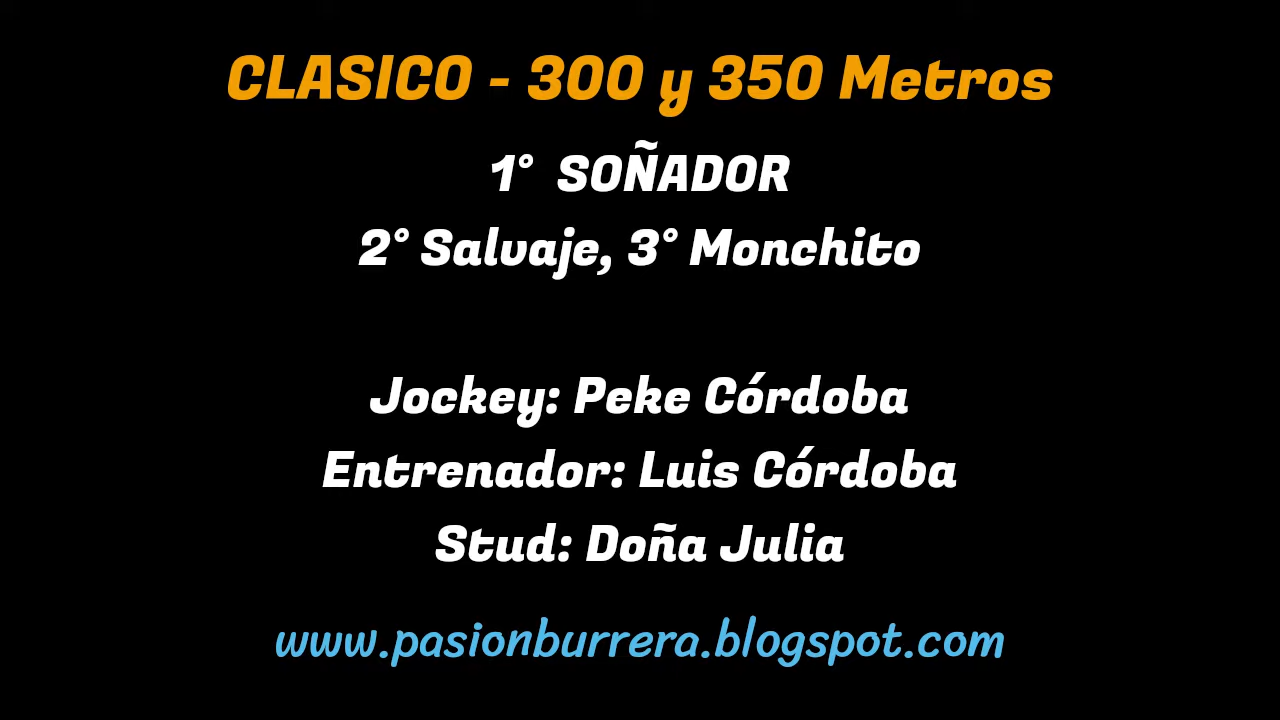 CLASICO - 300 y 350 Metros
1° SOÑADOR
2° Salvaje, 3° Monchito
Jockey: Peke Córdoba
Entrenador: Luis Córdoba
Stud: Doña Julia
www.pasionburrera.blogspot.com